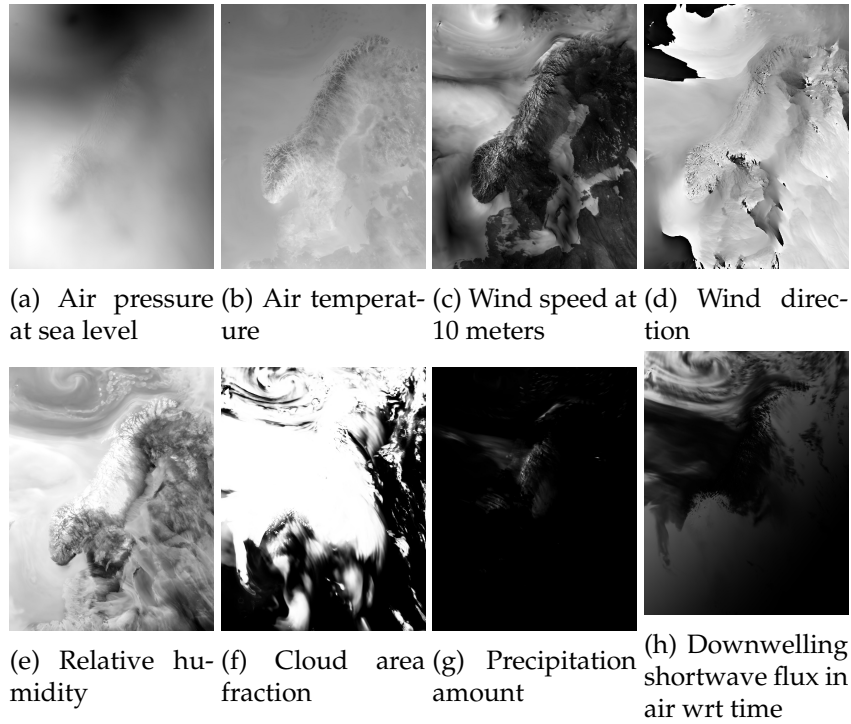 (a) Air pressure
at sea level
(b) Air temperat-
ure
(c) Wind speed at
10 meters
(d) Wind direc-
tion
(e) Relative hu-
midity
(f) Cloud area
fraction
(g) Precipitation
amount
(h) Downwelling
shortwave flux in
air wrt time